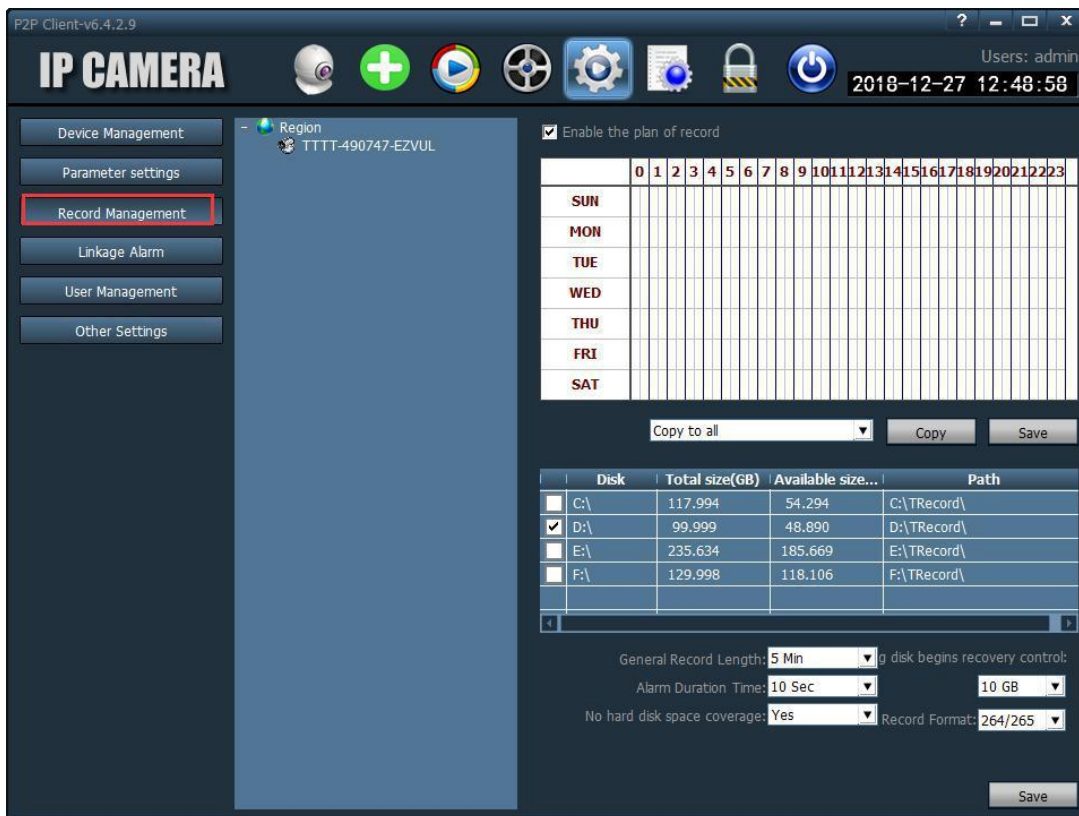 P2P Client-v6.4.2.9
IP CAMERA
Users: admin
2018-12-27 12:48:58
Device Management
Parameter settings
Record Management
Linkage Alarm
User Management
Other Settings
Region
TTTT-490747-EZVUL
Enable the plan of record
0 1 2 3 4 5 6 7 8 9 10 11 12 13 14 15 16 17 18 19 20 21 22 23
SUN
MON
TUE
WED
THU
FRI
SAT
Copy to all Copy Save
Disk Total size(GB) Available size... Path
C:\ 117.994 54.294 C:\TRecord\
D:\ 99.999 48.890 D:\TRecord\
E:\ 235.634 185.669 E:\TRecord\
F:\ 129.998 118.106 F:\TRecord\
General Record Length: 5 Min g disk begins recovery control:
Alarm Duration Time: 10 Sec 10 GB
No hard disk space coverage: Yes Record Format: 264/265
Save